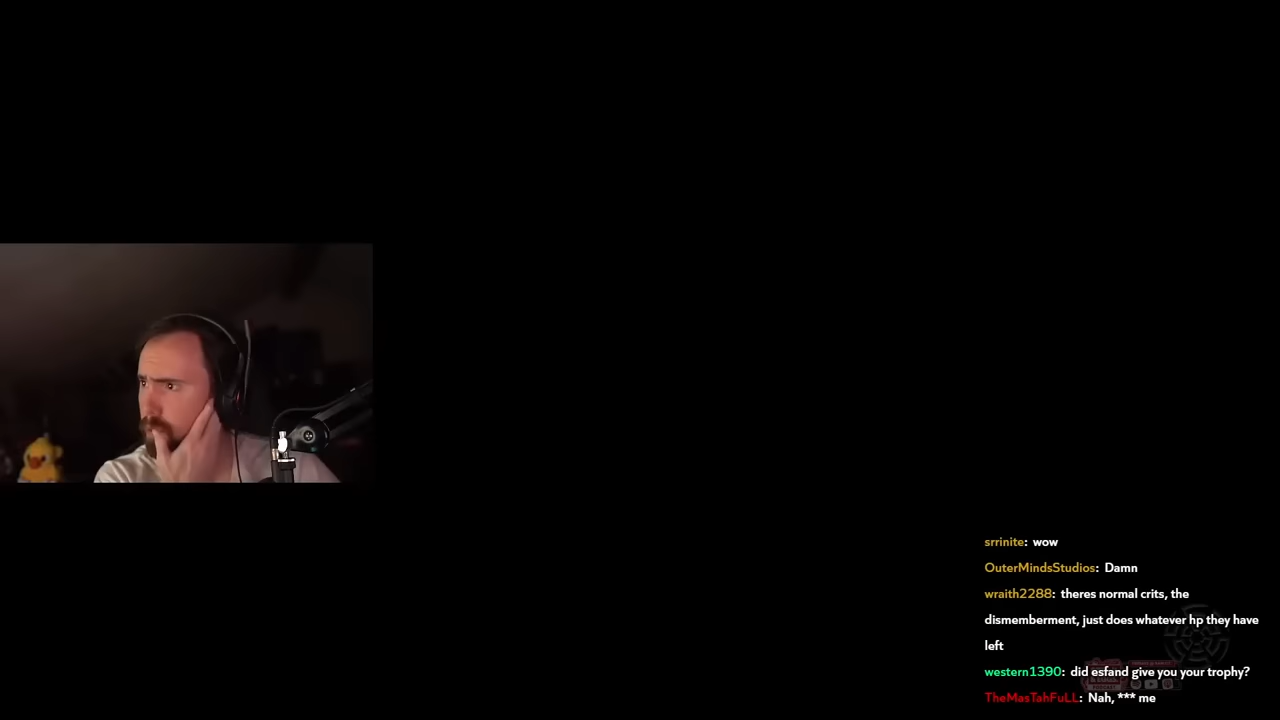 srrinite: wow
OuterMindsStudios: Damn
wraith2288: theres normal crits, the
dismemberment, just does whatever hp they have
left
western1390: did esfand give you your trophy?
TheMasTahFuLL: Nah, *** me